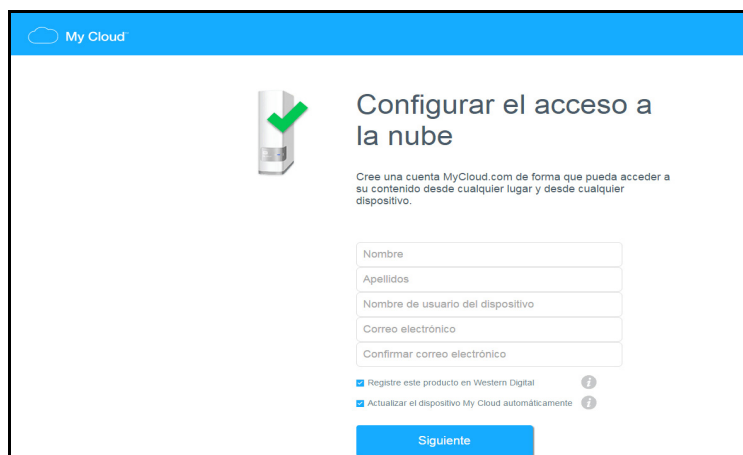 My Cloud™
Configurar el acceso a
la nube
Cree una cuenta MyCloud.com de forma que pueda acceder a
su contenido desde cualquier lugar y desde cualquier
dispositivo.
Nombre
Apellidos
Nombre de usuario del dispositivo
Correo electrónico
Confirmar correo electrónico
Registre este producto en Western Digital
Actualizar el dispositivo My Cloud automáticamente
Siguiente